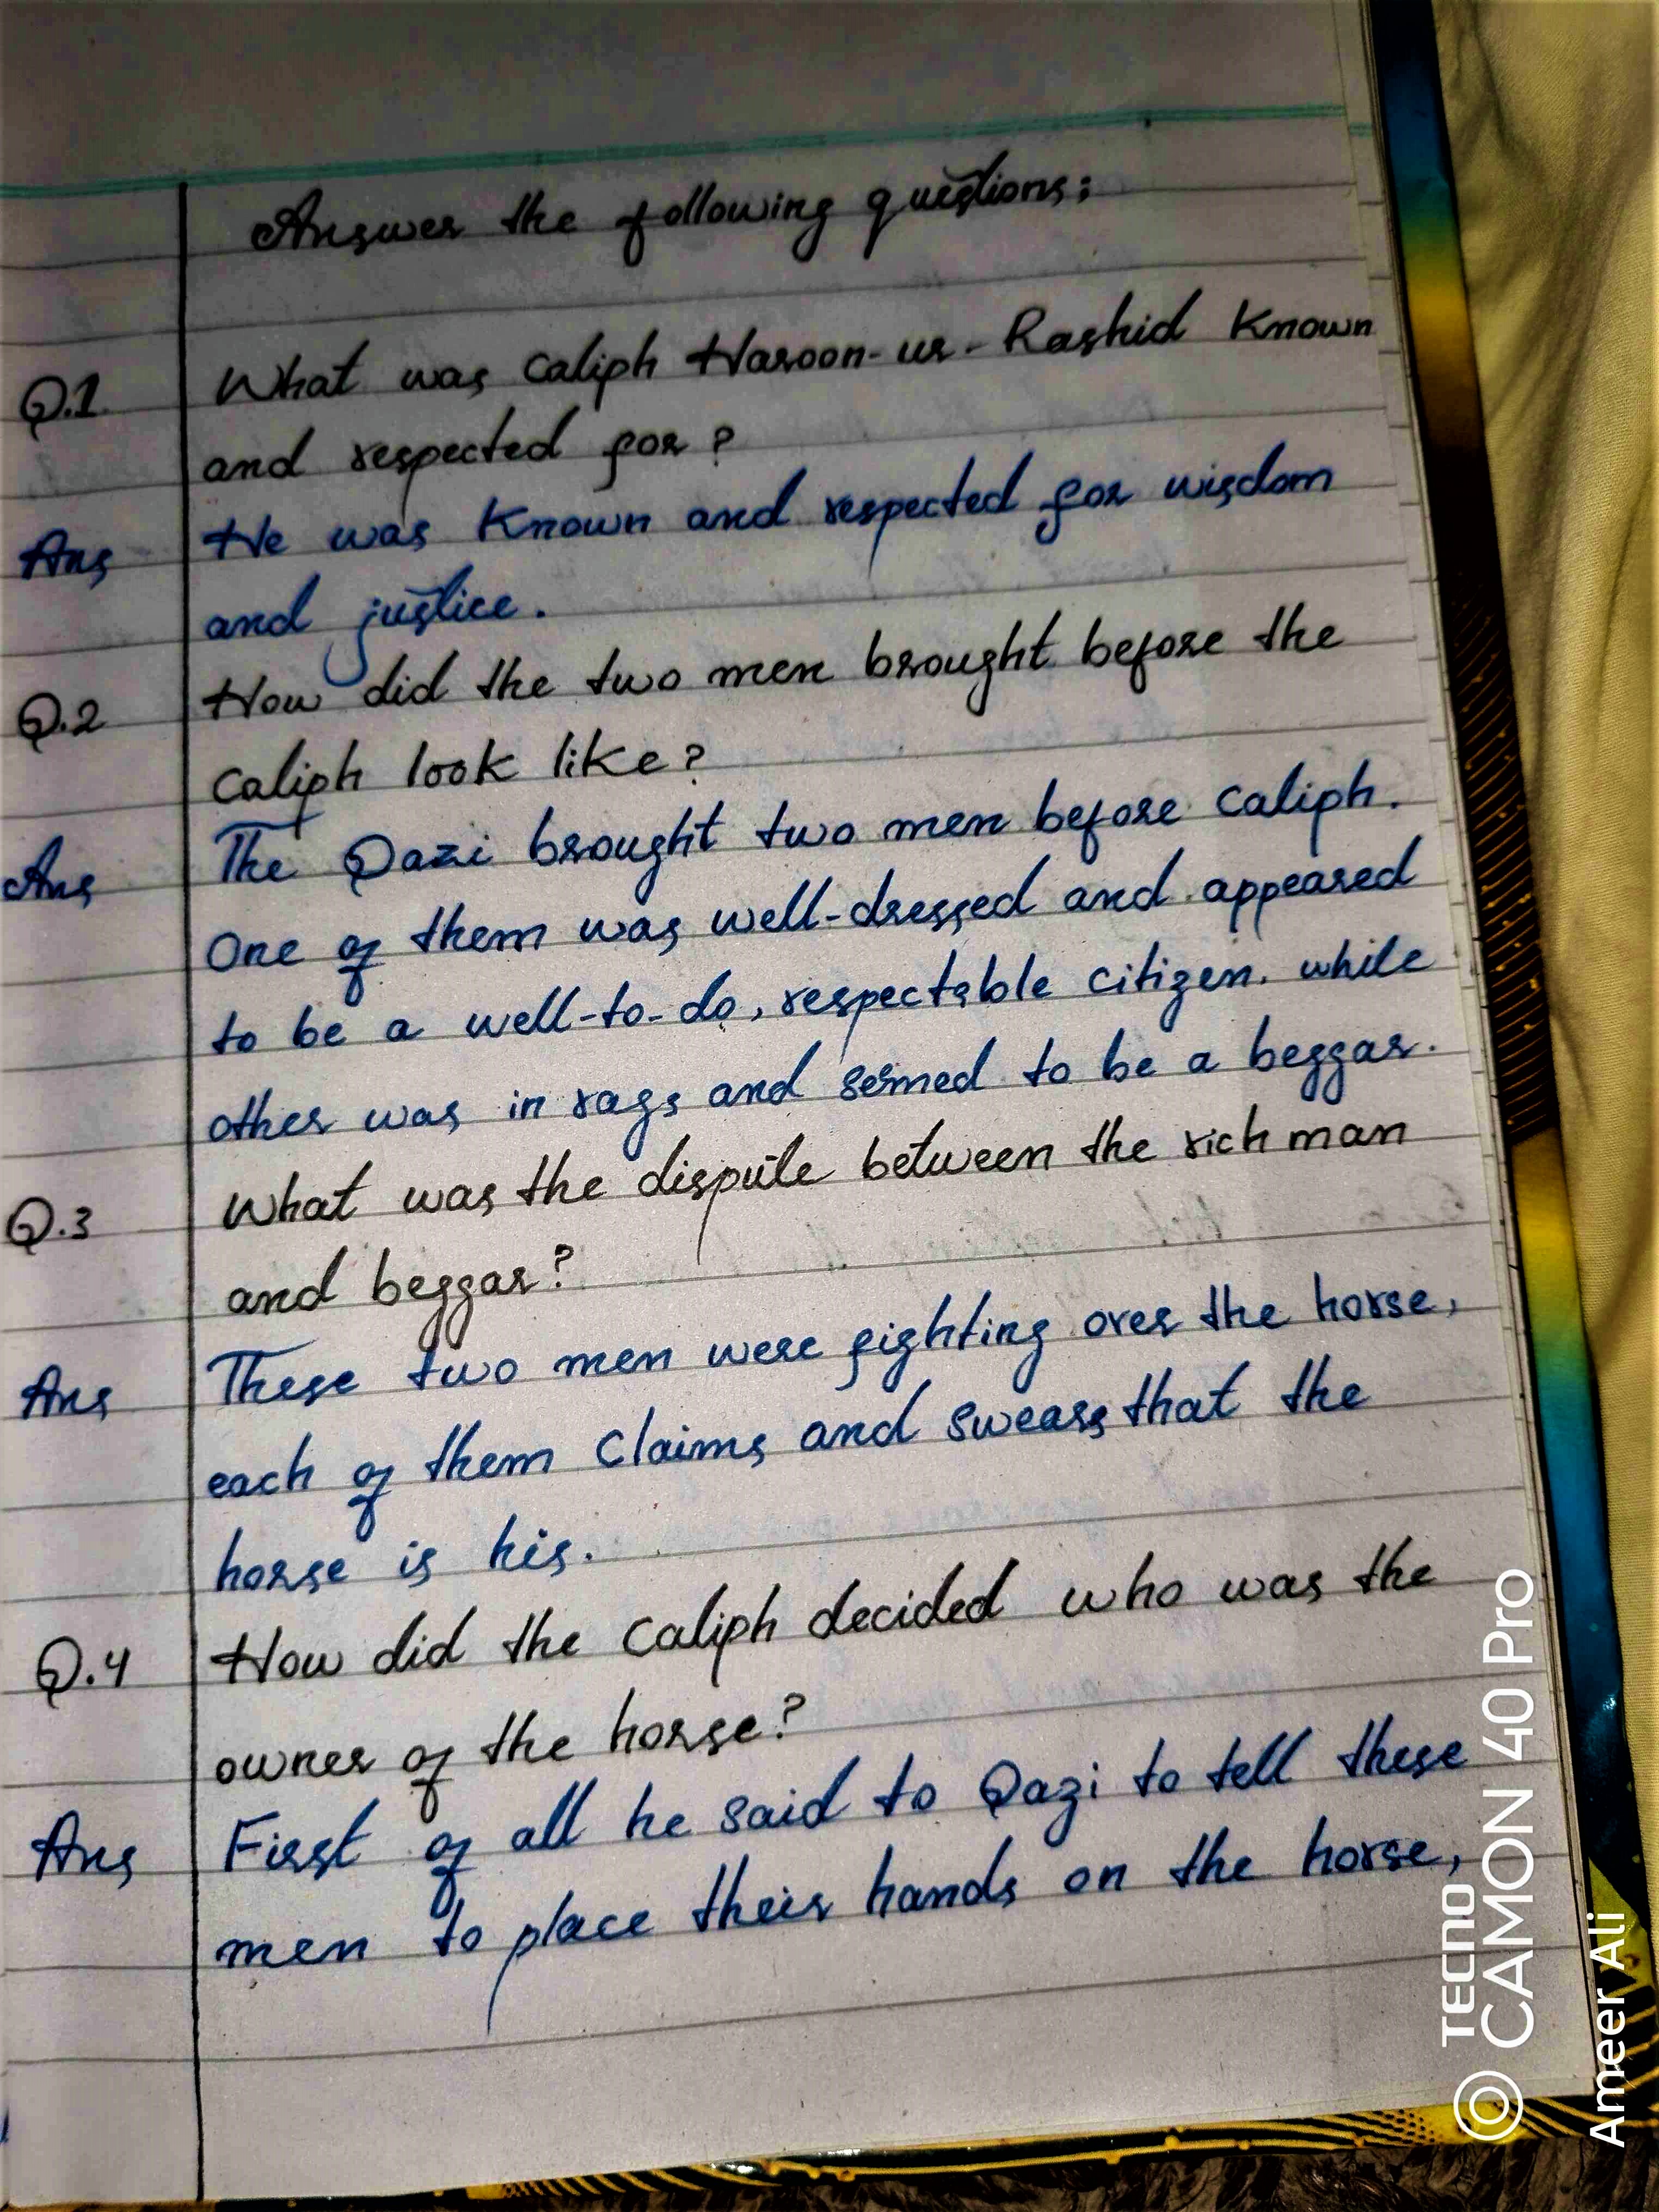 Answer the following questions:
Q.1 What was caliph Haroon-ur-Rashid Known
and respected for?
Ans He was Known and respected for wisdom
and justice.
Q.2 How did the two men brought before the
caliph look like?
Ans The Qazi brought two men before caliph.
One of them was well-dressed and appeared
to be a well-to-do, respectable citizen. while
other was in rags and semed to be a beggar.
Q.3 What was the dispute between the rich man
and beggar?
Ans These two men were fighting over the horse,
each of them claims and swears that the
horse is his.
Q.4 How did the caliph decided who was the
owner of the horse?
Ans First of all he said to Qazi to tell these
men to place their hands on the horse,
TECNO
CAMON 40 Pro
Ameer Ali